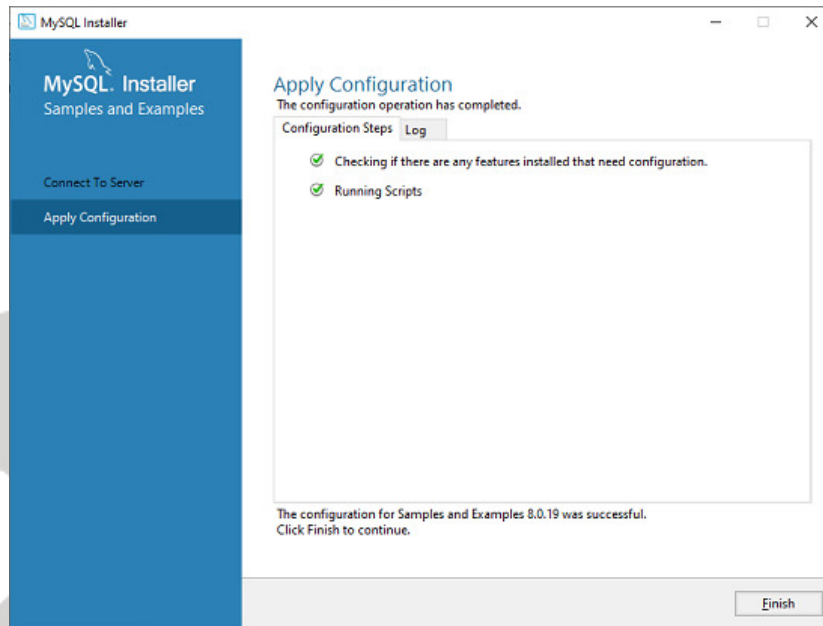 MySQL Installer
MySQL. Installer
Samples and Examples
Connect To Server
Apply Configuration
Apply Configuration
The configuration operation has completed.
Configuration Steps
Log
Checking if there are any features installed that need configuration.
Running Scripts
The configuration for Samples and Examples 8.0.19 was successful.
Click Finish to continue.
Finish